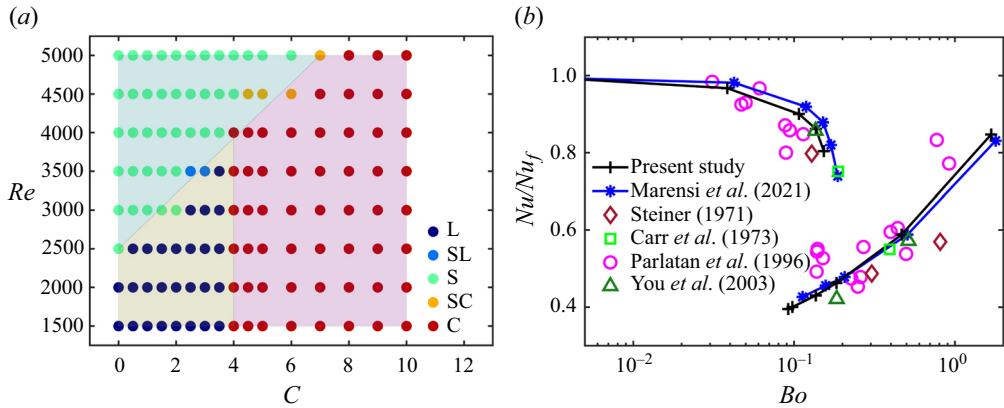 (a)
Re
5000
4500
4000
3500
3000
2500
2000
1500
0 2 4 6 8 10 12
C
L
SL
S
SC
C
(b)
Nu/Nu_f
1.0
0.8
0.6
0.4
10⁻² 10⁻¹ 10⁰
Bo
Present study
Marensi et al. (2021)
Steiner (1971)
Carr et al. (1973)
Parlatan et al. (1996)
You et al. (2003)